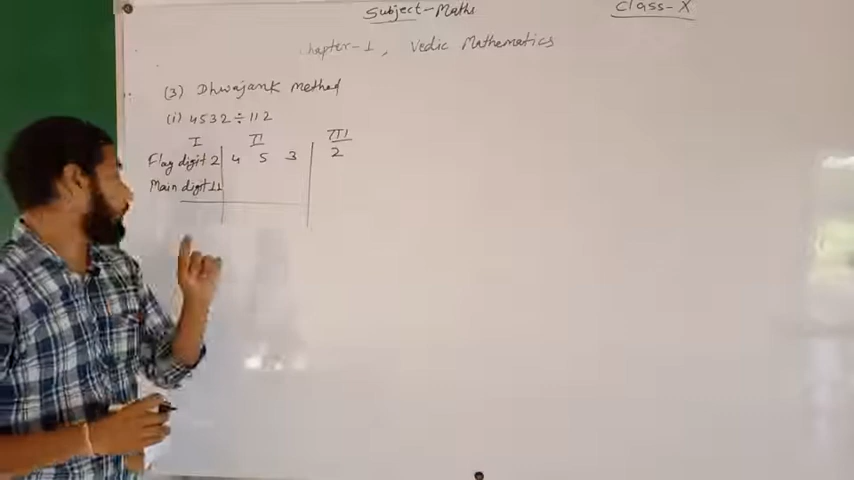 Subject-Maths
Class-X
Chapter-1, Vedic Mathematics
(3) Dhwajank method
(i) 4532÷112
I II III
Flag digit 2 4 5 3 2
Main digit 11